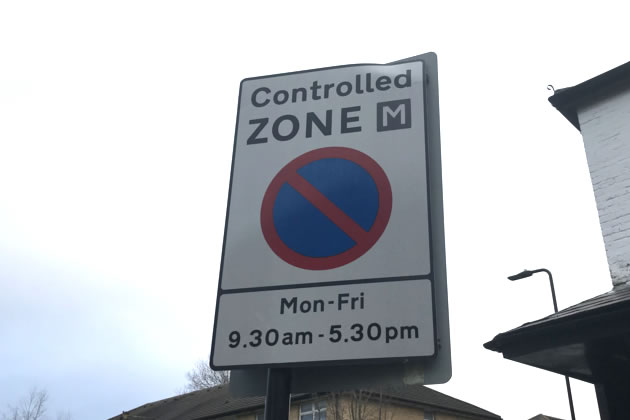 Controlled
ZONE M
Mon-Fri
9.30am - 5.30pm